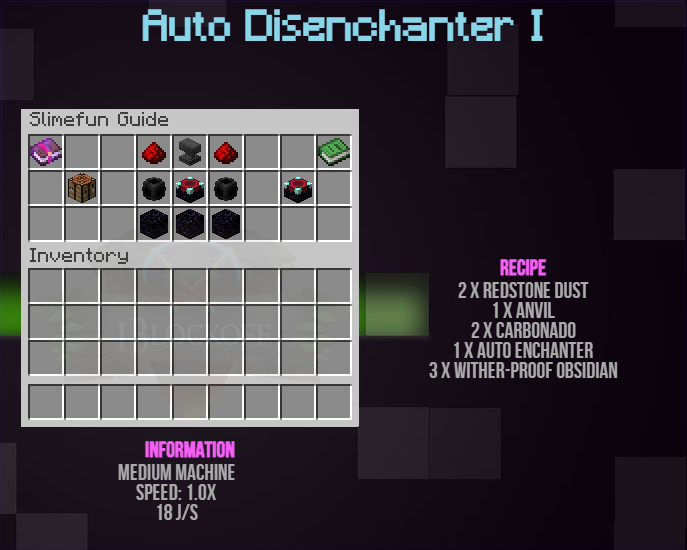 Auto Disenchanter I
Slimefun Guide
Inventory
IBLOCKOFF
RECIPE
2 X REDSTONE DUST
1 X ANVIL
2 X CARBONADO
1 X AUTO ENCHANTER
3 X WITHER-PROOF OBSIDIAN
INFORMATION
MEDIUM MACHINE
SPEED: 1.0X
18 J/S